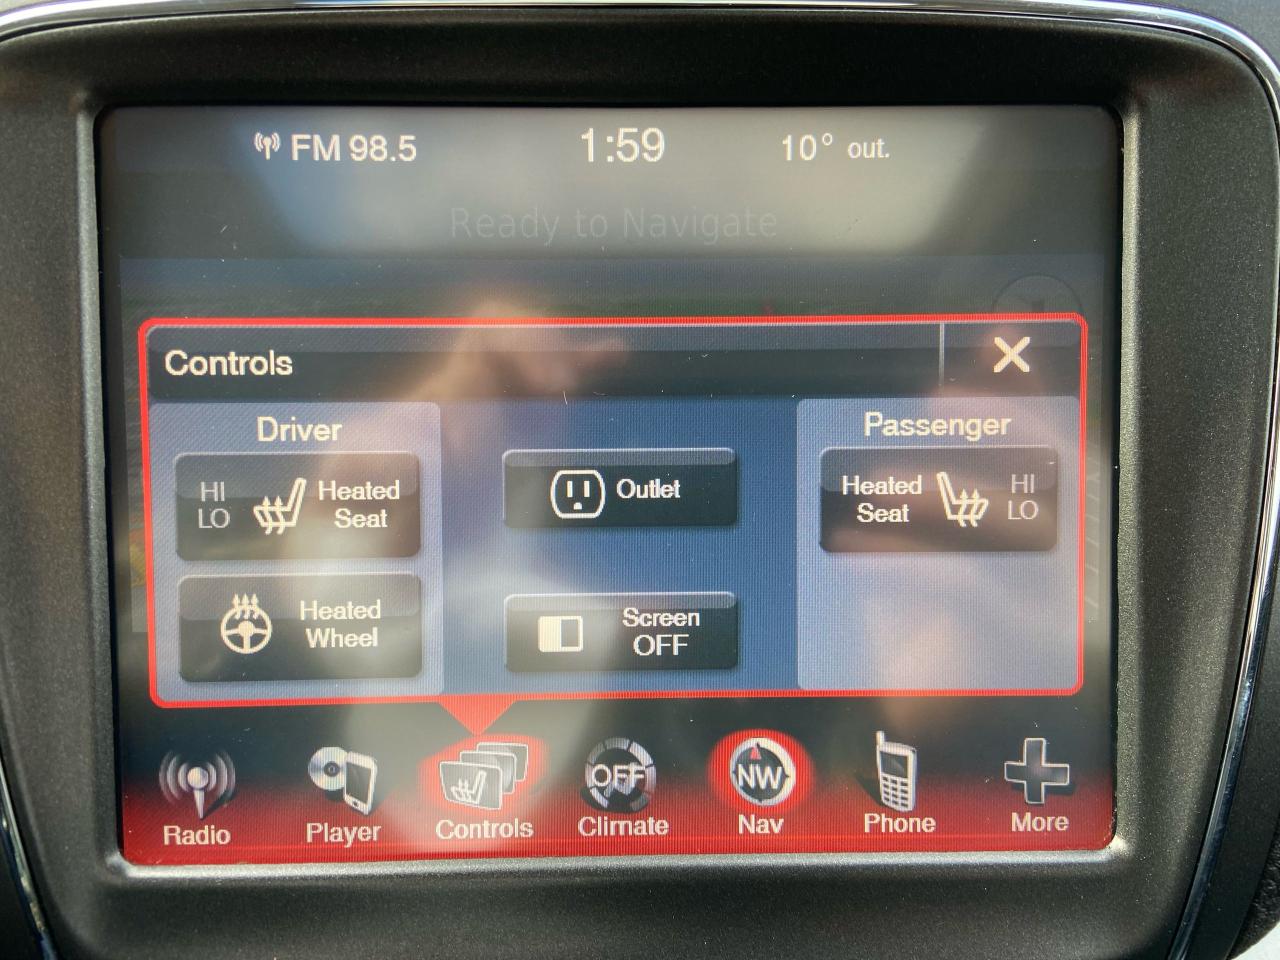 FM 98.5 1:59 10° out.
Ready to Navigate
Controls
Driver
HI
LO
Heated
Seat
Heated
Wheel
Outlet
Screen
OFF
Passenger
Heated
Seat
HI
LO
OFF
NW
Radio Player Controls Climate Nav Phone More